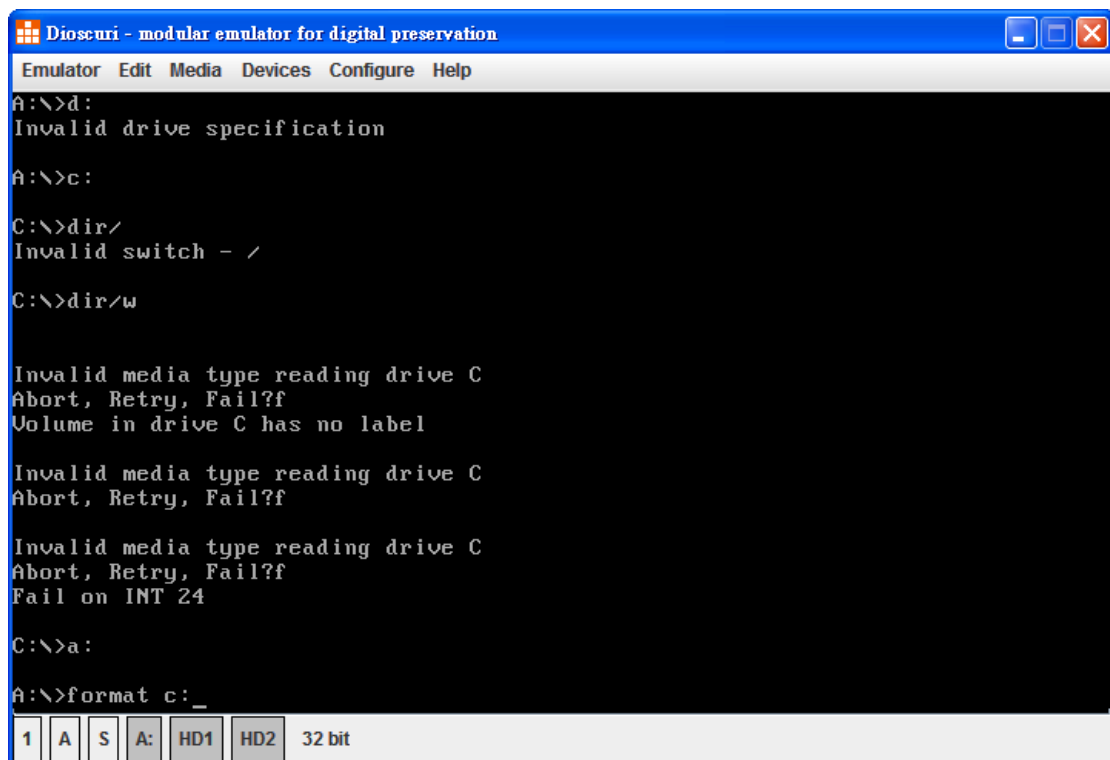 Dioscuri - modular emulator for digital preservation
Emulator Edit Media Devices Configure Help
A:\>d:
Invalid drive specification
A:\>c:
C:\>dir/
Invalid switch - /
C:\>dir/w
Invalid media type reading drive C
Abort, Retry, Fail?f
Volume in drive C has no label
Invalid media type reading drive C
Abort, Retry, Fail?f
Invalid media type reading drive C
Abort, Retry, Fail?f
Fail on INT 24
C:\>a:
A:\>format c:_
1 A S A: HD1 HD2 32 bit